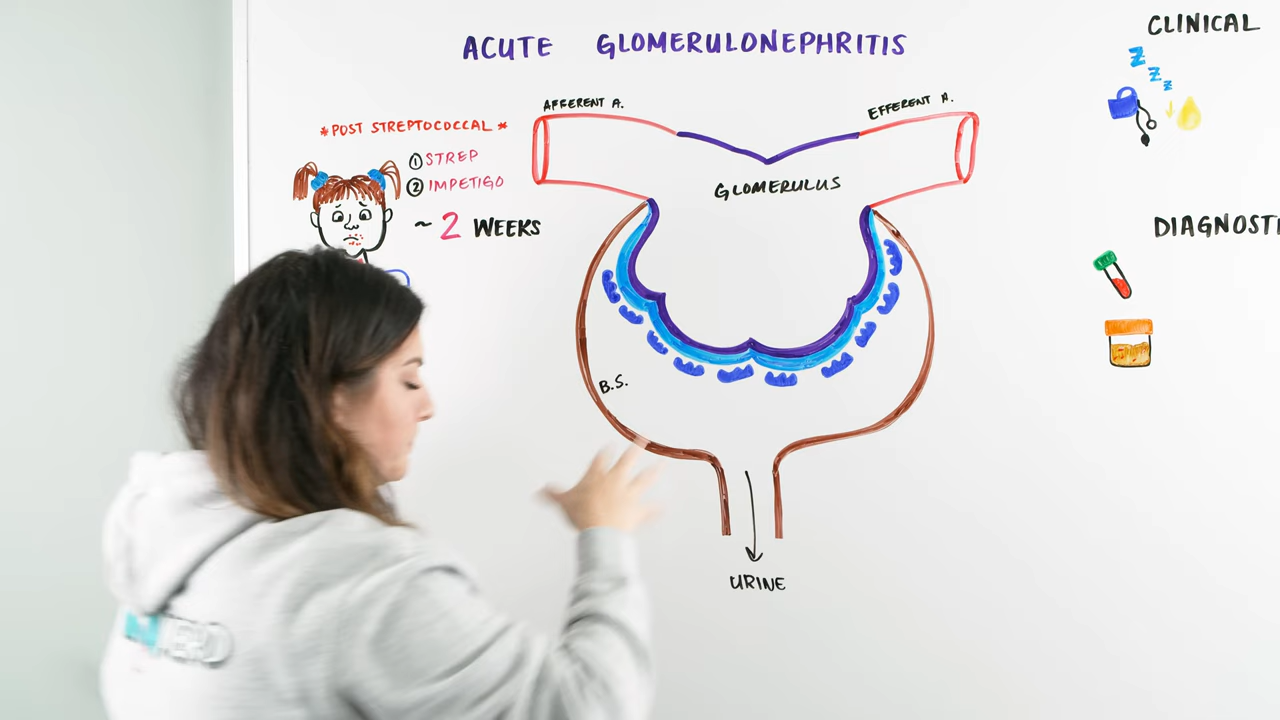 ACUTE GLOMERULONEPHRITIS
CLINICAL
AFFERENT A.
EFFERENT A.
*POST STREPTOCOCCAL*
① STREP
② IMPETIGO
~ 2 WEEKS
GLOMERULUS
B.S.
URINE
Z
Z
Z
DIAGNOSTI